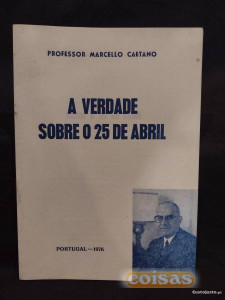 PROFESSOR MARCELLO CAETANO
A VERDADE
SOBRE O 25 DE ABRIL
PORTUGAL — 1976
coisas